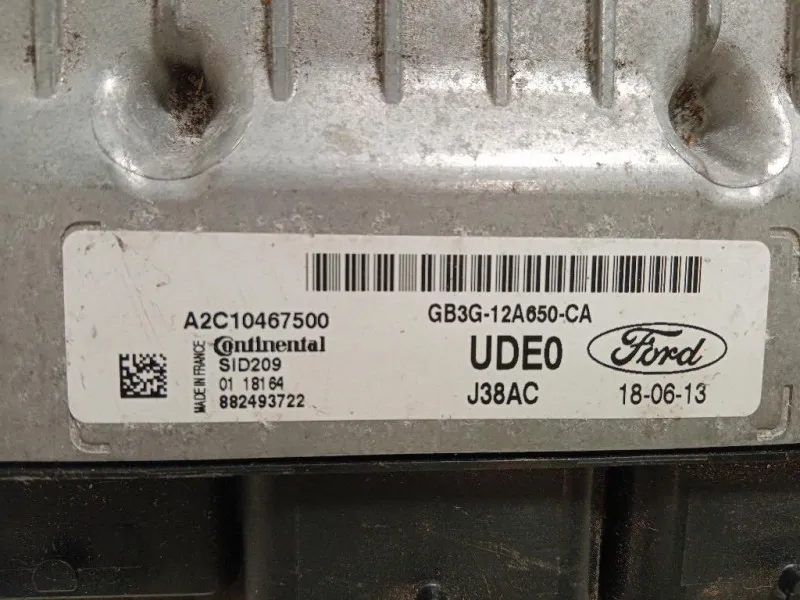 A2C10467500
GB3G-12A650-CA
MADE IN FRANCE
Continental
SID209
01 18164
882493722
UDE0
J38AC
Ford
18-06-13